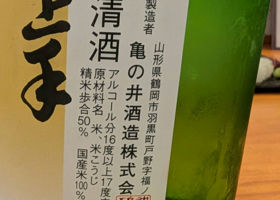 製造者
山形県鶴岡市羽黒町戸野字福ノ
亀の井酒造株式会
清酒
アルコール分16度以上17度
原材料名 米、米こうじ
精米歩合50% 国産米100%